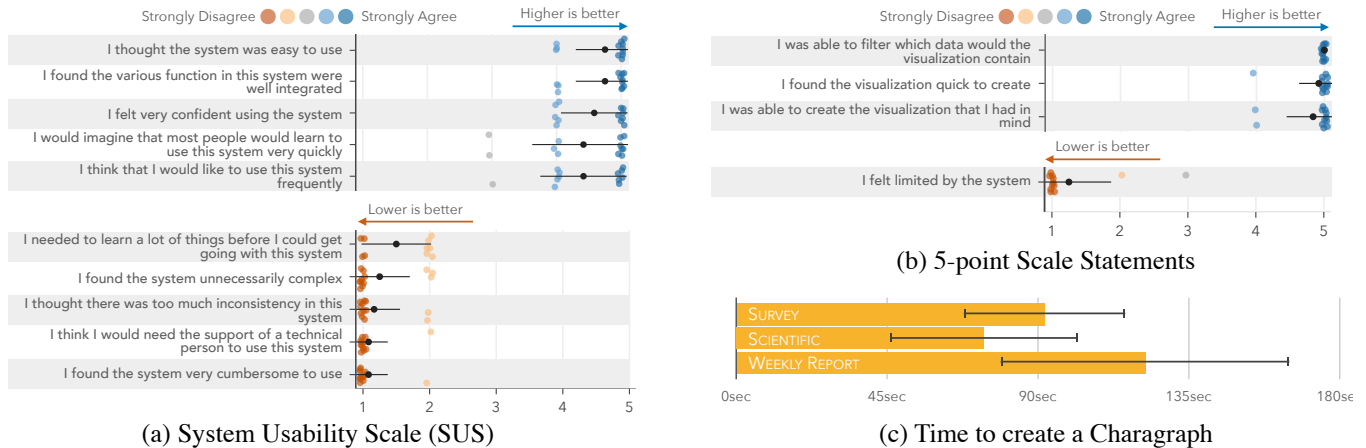 Strongly Disagree Strongly Agree
Higher is better
I thought the system was easy to use
I found the various function in this system were
well integrated
I felt very confident using the system
I would imagine that most people would learn to
use this system very quickly
I think that I would like to use this system
frequently
Lower is better
I needed to learn a lot of things before I could get
going with this system
I found the system unnecessarily complex
I thought there was too much inconsistency in this
system
I think I would need the support of a technical
person to use this system
I found the system very cumbersome to use
1 2 3 4 5
(a) System Usability Scale (SUS)
Strongly Disagree Strongly Agree
Higher is better
I was able to filter which data would the
visualization contain
I found the visualization quick to create
I was able to create the visualization that I had in
mind
Lower is better
I felt limited by the system
1 2 3 4 5
(b) 5-point Scale Statements
SURVEY
SCIENTIFIC
WEEKLY REPORT
0sec 45sec 90sec 135sec 180se
(c) Time to create a Charagraph